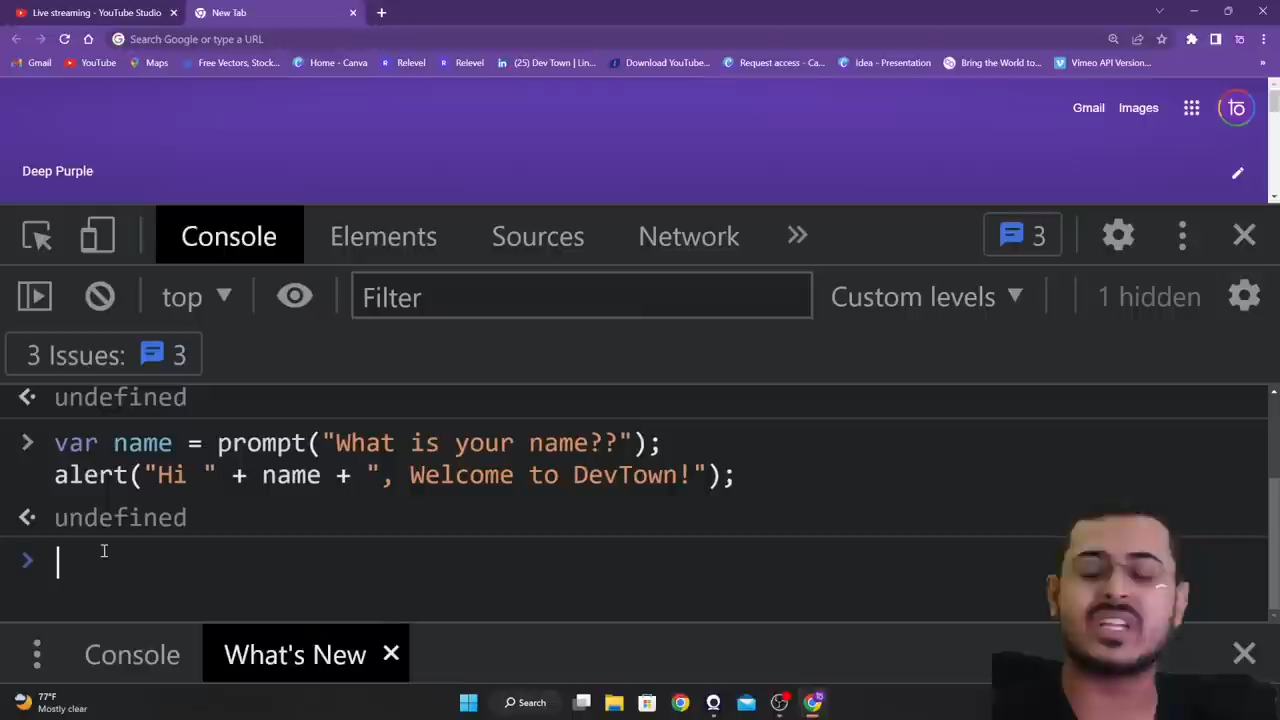 Live streaming - YouTube Studio
New Tab
Search Google or type a URL
Gmail YouTube Maps Free Vectors, Stock... Home - Canva Relevel Relevel (25) Dev Town | Lin... Download YouTube... Request access - Ca... Idea - Presentation Bring the World to... Vimeo API Version... »
Gmail Images
Deep Purple
Console Elements Sources Network » 3
top ▼ Filter Custom levels ▼ 1 hidden
3 Issues: 3
undefined
> var name = prompt("What is your name??");
alert("Hi " + name + ", Welcome to DevTown!");
undefined
>
Console What's New
77°F
Mostly clear
Search